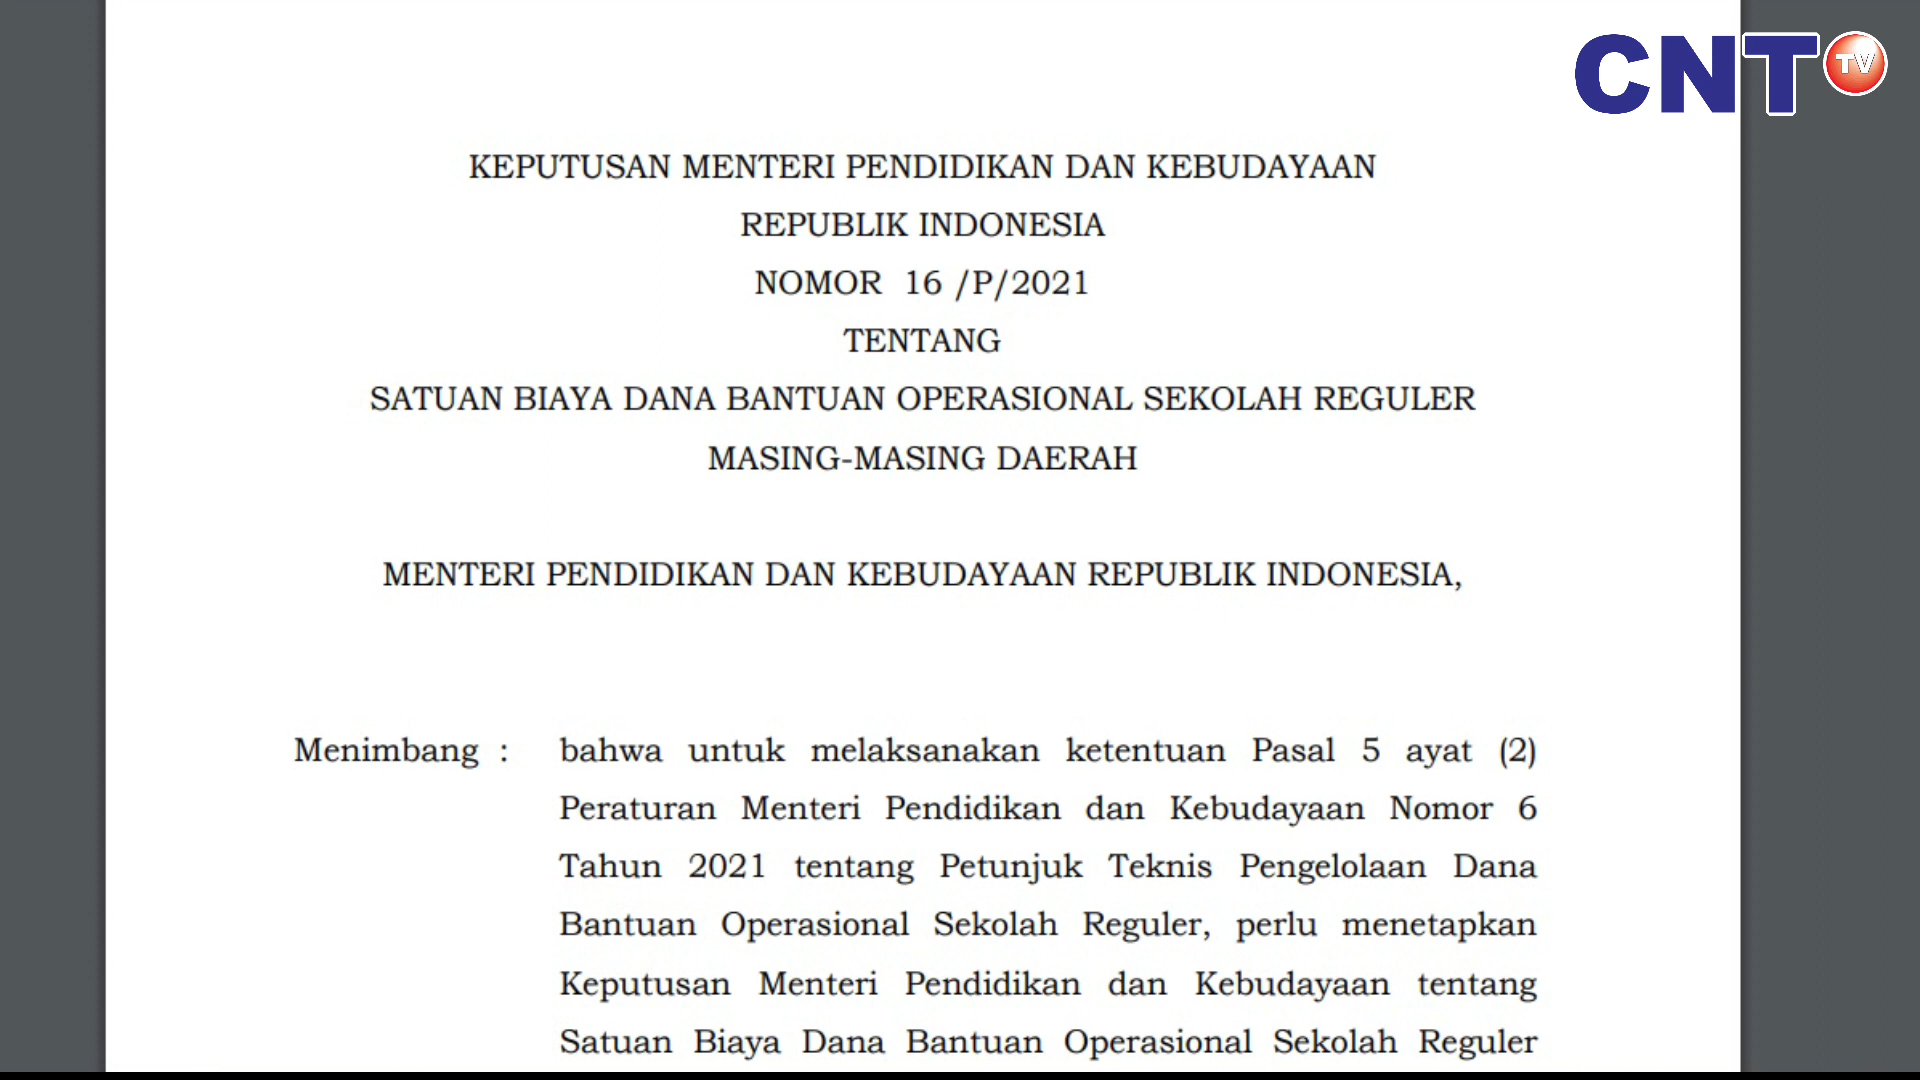 CNT TV
KEPUTUSAN MENTERI PENDIDIKAN DAN KEBUDAYAAN
REPUBLIK INDONESIA
NOMOR 16 /P/2021
TENTANG
SATUAN BIAYA DANA BANTUAN OPERASIONAL SEKOLAH REGULER
MASING-MASING DAERAH
MENTERI PENDIDIKAN DAN KEBUDAYAAN REPUBLIK INDONESIA,
Menimbang : bahwa untuk melaksanakan ketentuan Pasal 5 ayat (2)
Peraturan Menteri Pendidikan dan Kebudayaan Nomor 6
Tahun 2021 tentang Petunjuk Teknis Pengelolaan Dana
Bantuan Operasional Sekolah Reguler, perlu menetapkan
Keputusan Menteri Pendidikan dan Kebudayaan tentang
Satuan Biaya Dana Bantuan Operasional Sekolah Reguler